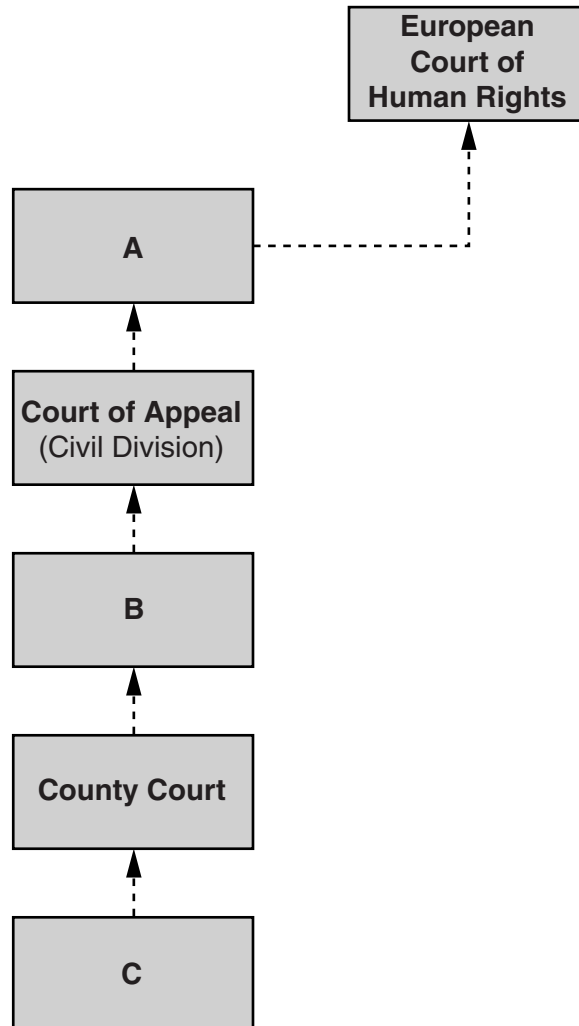 European
Court of
Human Rights
A
Court of Appeal
(Civil Division)
B
County Court
C